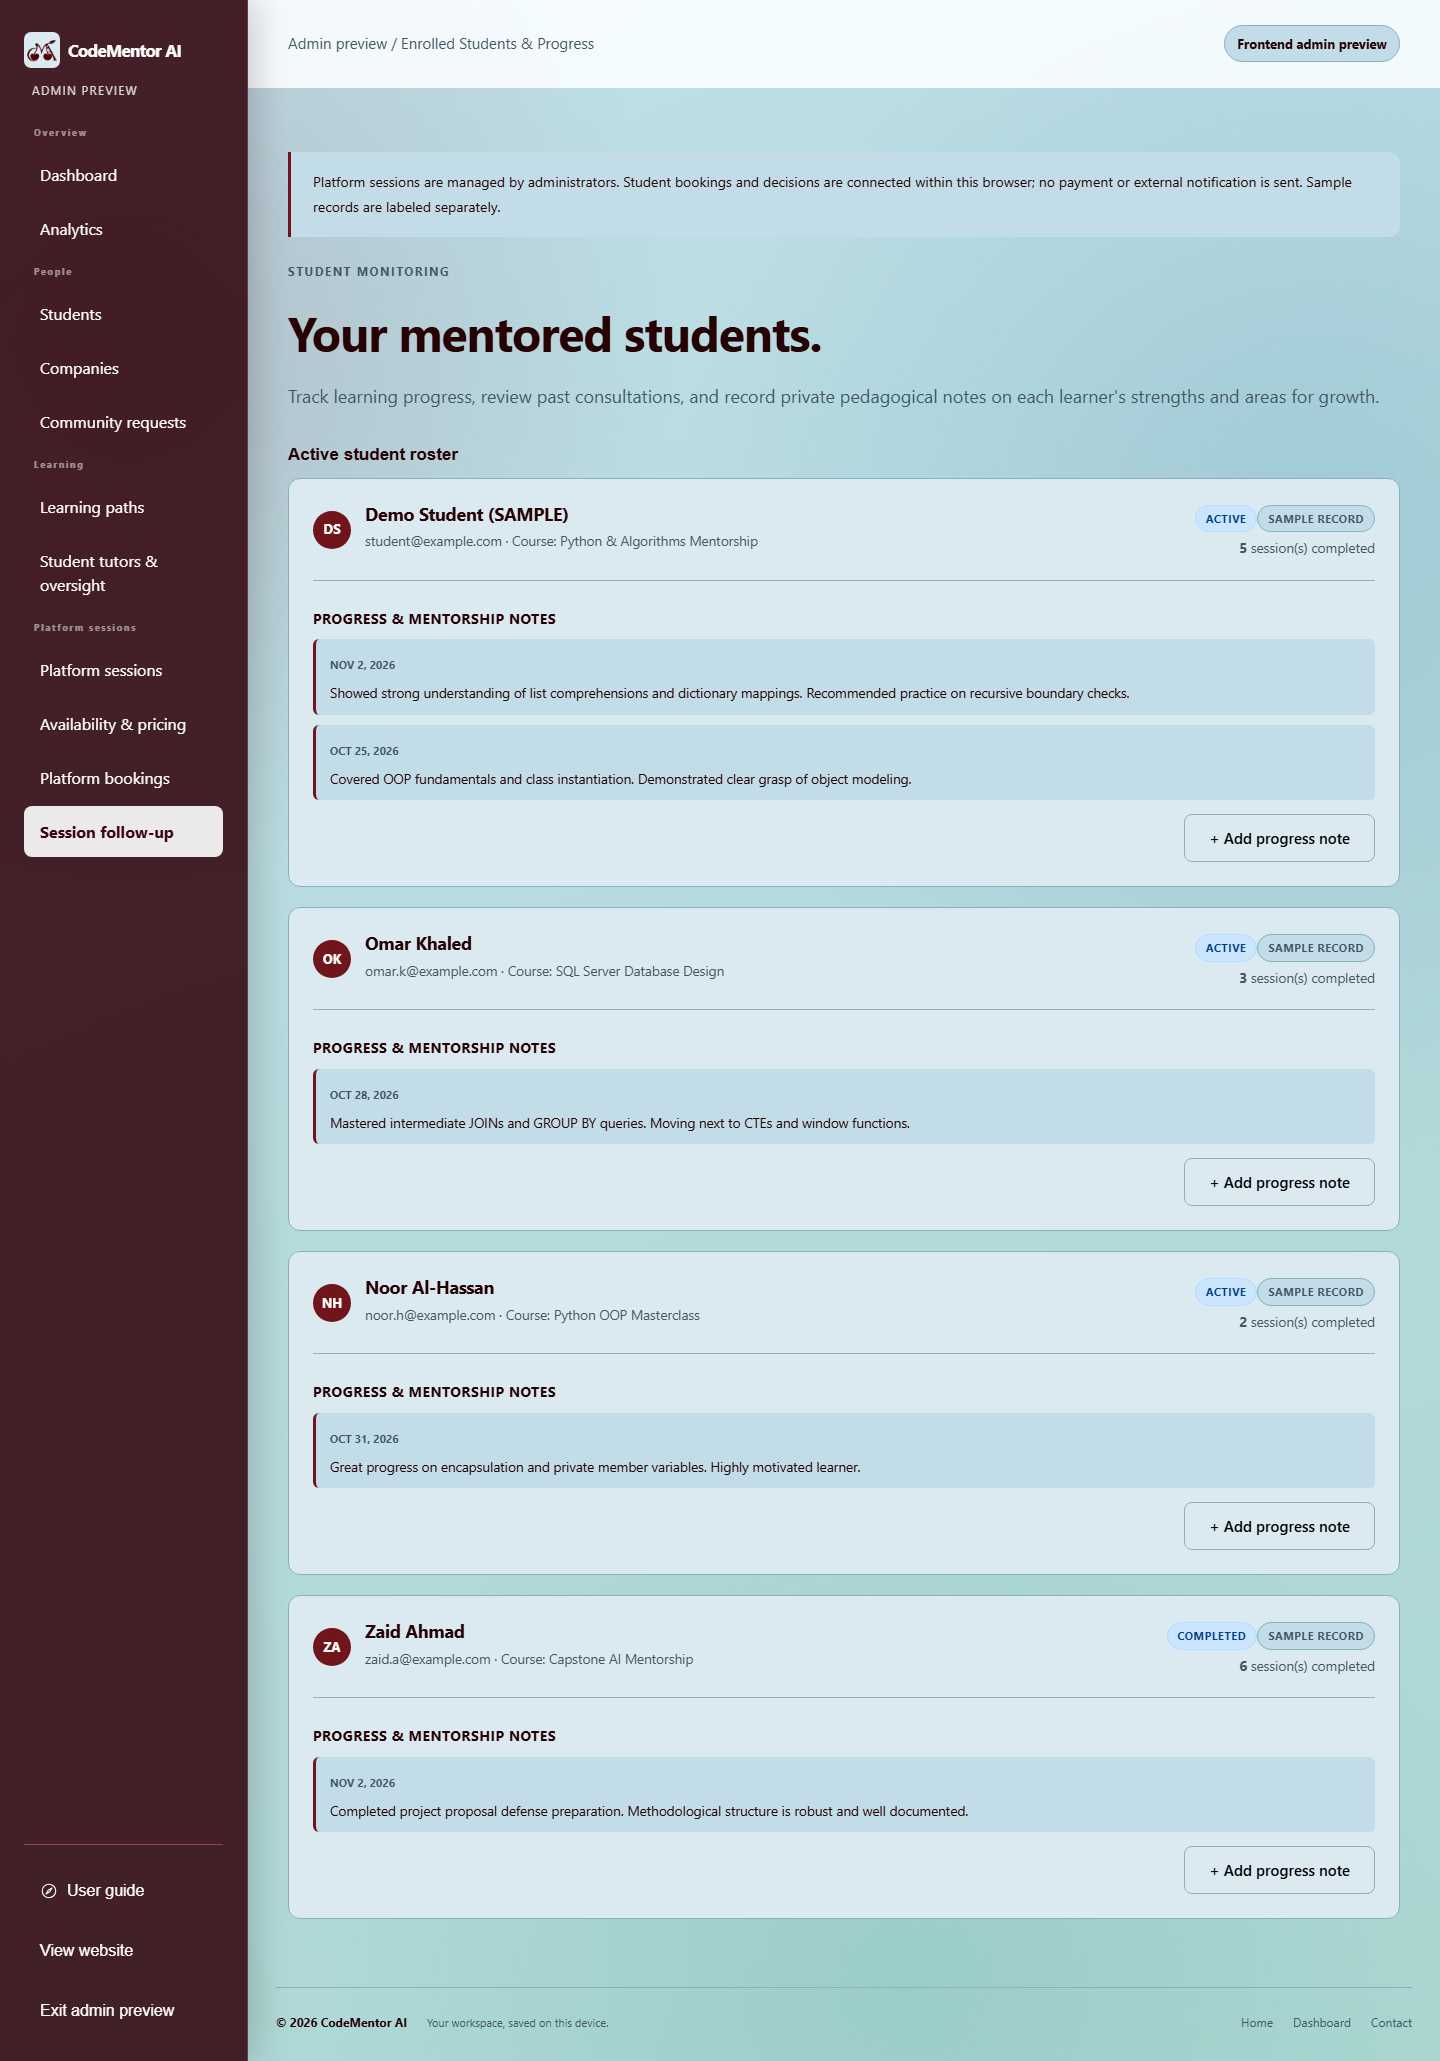 CodeMentor AI
ADMIN PREVIEW
Overview
Dashboard
Analytics
People
Students
Companies
Community requests
Learning
Learning paths
Student tutors &
oversight
Platform sessions
Platform sessions
Availability & pricing
Platform bookings
Session follow-up
User guide
View website
Exit admin preview
Admin preview / Enrolled Students & Progress
Frontend admin preview
Platform sessions are managed by administrators. Student bookings and decisions are connected within this browser; no payment or external notification is sent. Sample
records are labeled separately.
STUDENT MONITORING
Your mentored students.
Track learning progress, review past consultations, and record private pedagogical notes on each learner's strengths and areas for growth.
Active student roster
DS
Demo Student (SAMPLE)
student@example.com · Course: Python & Algorithms Mentorship
ACTIVE
SAMPLE RECORD
5 session(s) completed
PROGRESS & MENTORSHIP NOTES
NOV 2, 2026
Showed strong understanding of list comprehensions and dictionary mappings. Recommended practice on recursive boundary checks.
OCT 25, 2026
Covered OOP fundamentals and class instantiation. Demonstrated clear grasp of object modeling.
+ Add progress note
OK
Omar Khaled
omar.k@example.com · Course: SQL Server Database Design
ACTIVE
SAMPLE RECORD
3 session(s) completed
PROGRESS & MENTORSHIP NOTES
OCT 28, 2026
Mastered intermediate JOINs and GROUP BY queries. Moving next to CTEs and window functions.
+ Add progress note
NH
Noor Al-Hassan
noor.h@example.com · Course: Python OOP Masterclass
ACTIVE
SAMPLE RECORD
2 session(s) completed
PROGRESS & MENTORSHIP NOTES
OCT 31, 2026
Great progress on encapsulation and private member variables. Highly motivated learner.
+ Add progress note
ZA
Zaid Ahmad
zaid.a@example.com · Course: Capstone AI Mentorship
COMPLETED
SAMPLE RECORD
6 session(s) completed
PROGRESS & MENTORSHIP NOTES
NOV 2, 2026
Completed project proposal defense preparation. Methodological structure is robust and well documented.
+ Add progress note
© 2026 CodeMentor AI
Your workspace, saved on this device.
Home
Dashboard
Contact